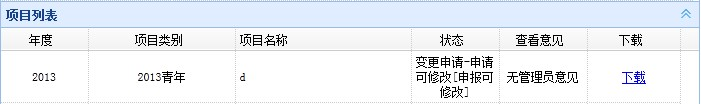 项目列表
年度 项目类别 项目名称 状态 查看意见 下载
2013 2013青年 d 变更申请-申请可修改[申报可修改] 无管理员意见 下载